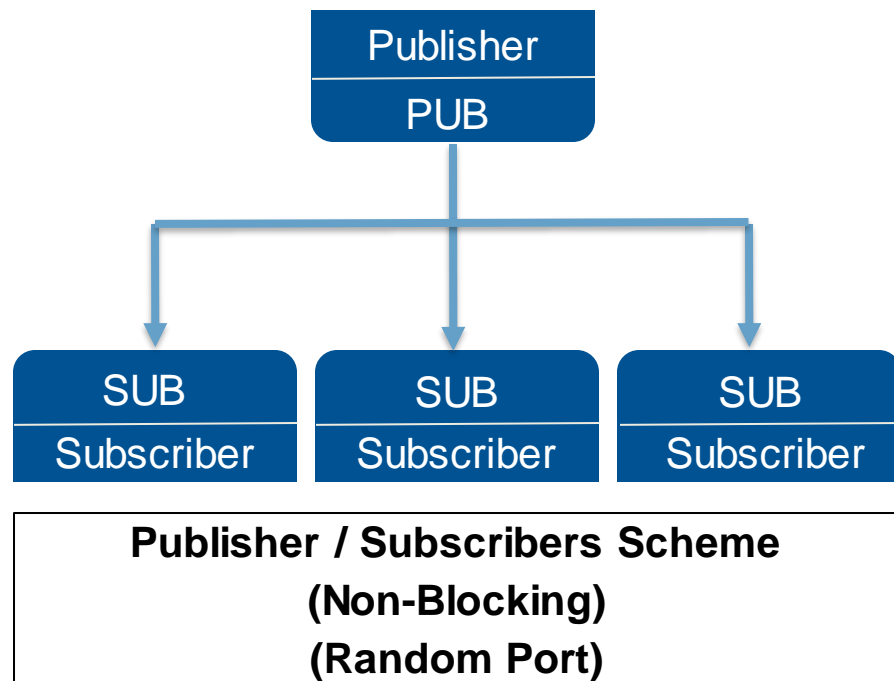 Publisher
PUB
SUB
SUB
SUB
Subscriber
Subscriber
Subscriber
Publisher / Subscribers Scheme
(Non-Blocking)
(Random Port)